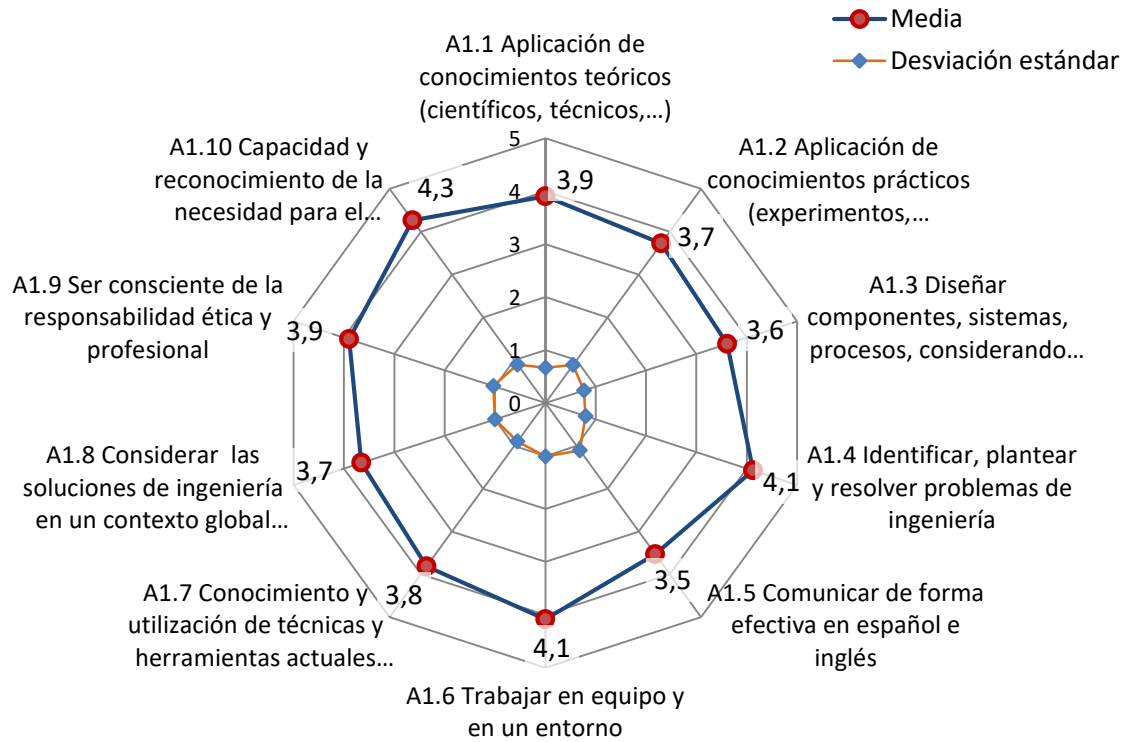 Media
Desviación estándar
A1.1 Aplicación de
conocimientos teóricos
(científicos, técnicos,…)
A1.2 Aplicación de
conocimientos prácticos
(experimentos,…
A1.3 Diseñar
componentes, sistemas,
procesos, considerando…
A1.4 Identificar, plantear
y resolver problemas de
ingeniería
A1.5 Comunicar de forma
efectiva en español e
inglés
A1.6 Trabajar en equipo y
en un entorno
A1.7 Conocimiento y
utilización de técnicas y
herramientas actuales…
A1.8 Considerar  las
soluciones de ingeniería
en un contexto global…
A1.9 Ser consciente de la
responsabilidad ética y
profesional
A1.10 Capacidad y
reconocimiento de la
necesidad para el…
5
4
3
2
1
0
3,9
3,7
3,6
4,1
3,5
4,1
3,8
3,7
3,9
4,3